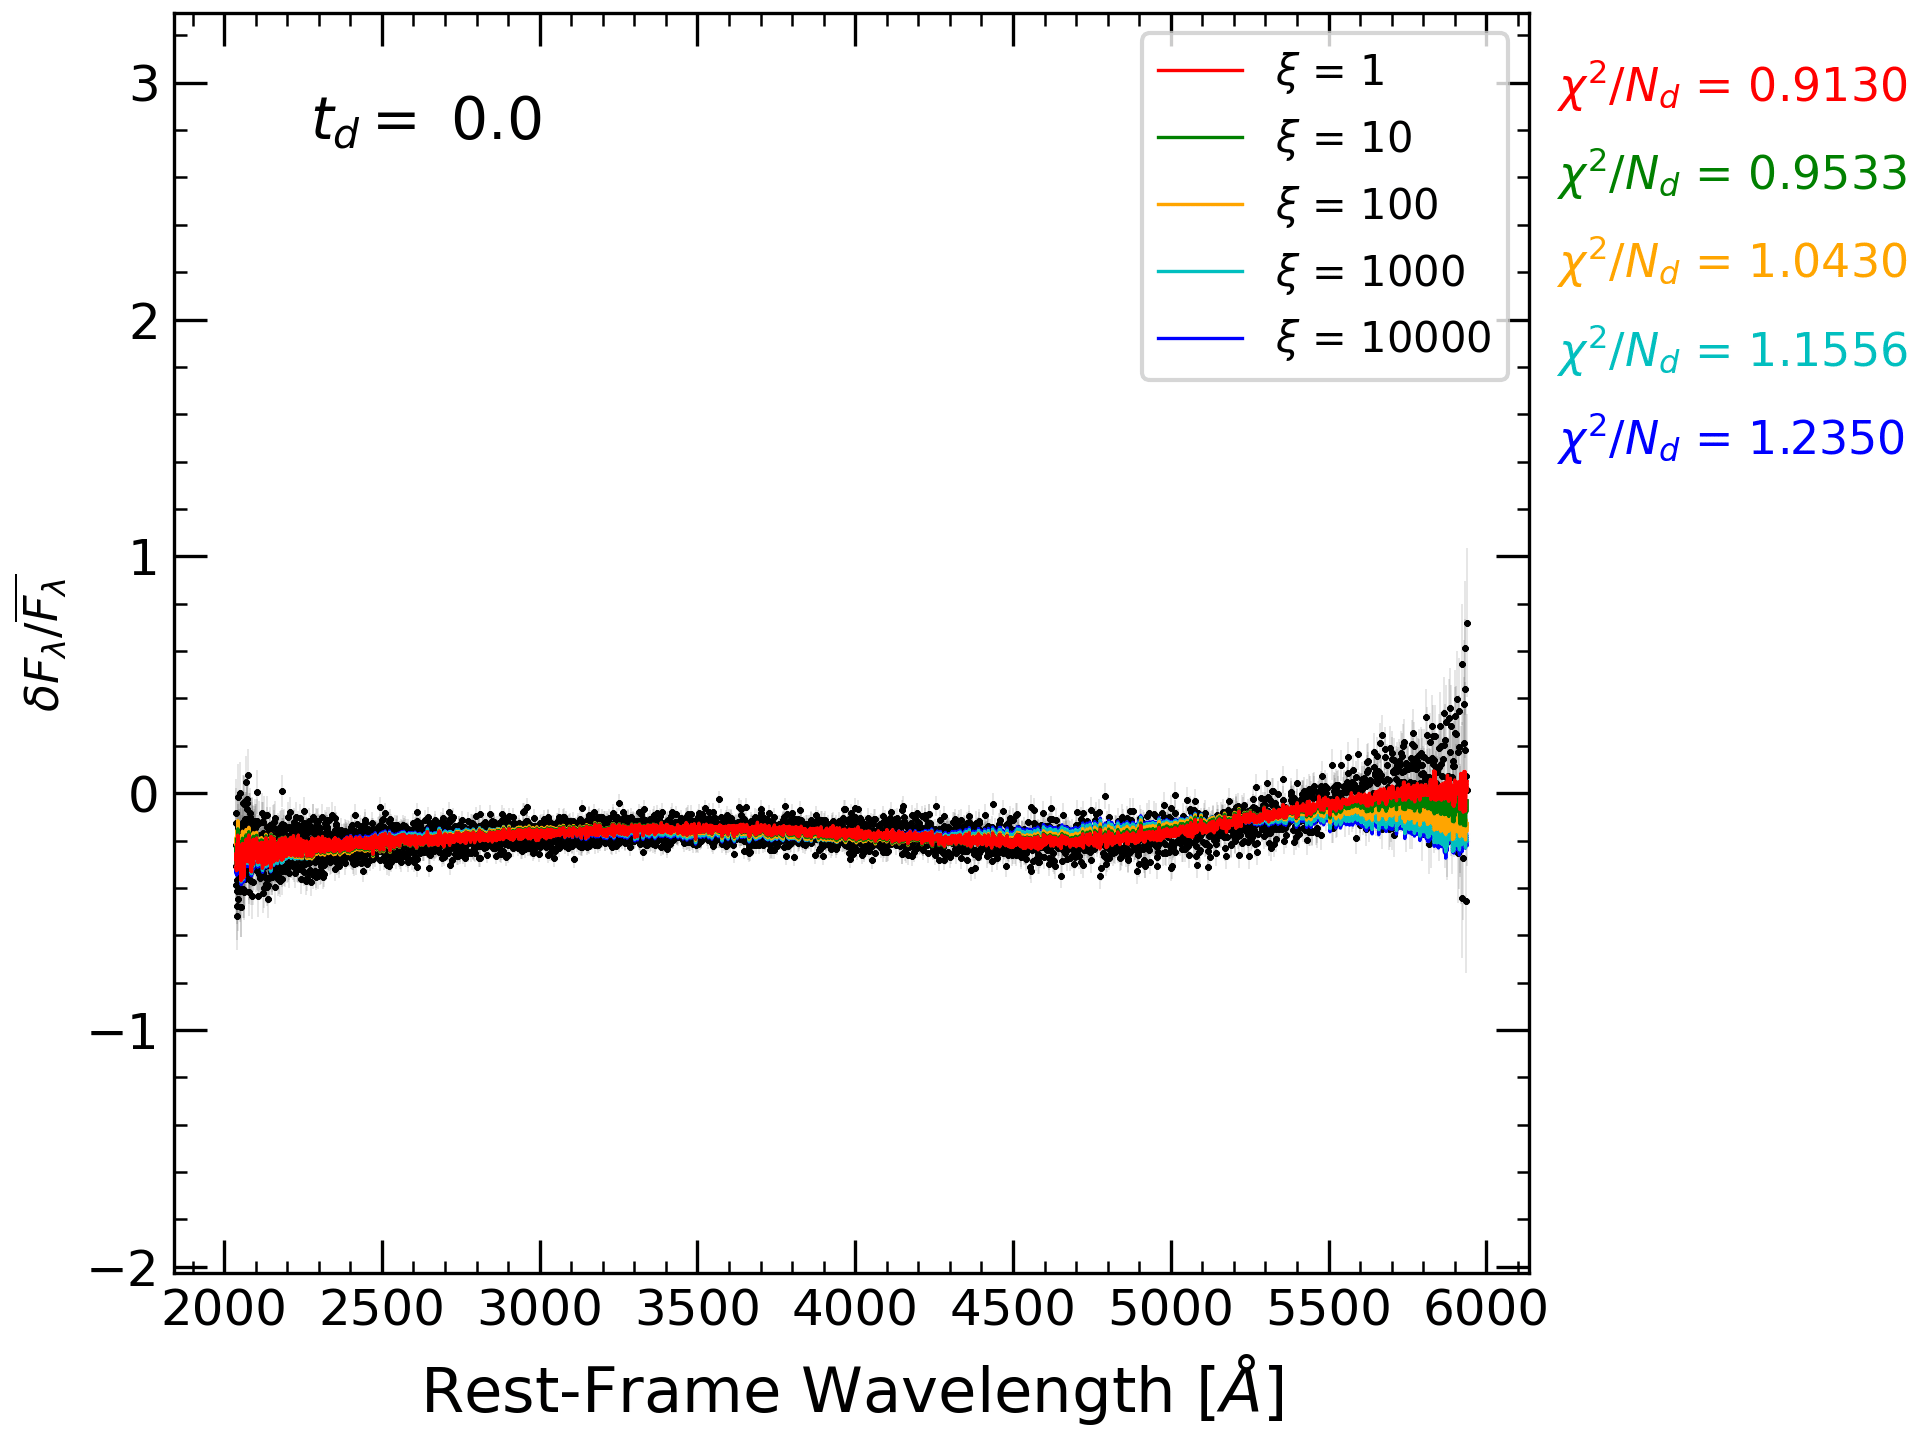 t_d = 0.0
ξ = 1
ξ = 10
ξ = 100
ξ = 1000
ξ = 10000
χ²/N_d = 0.9130
χ²/N_d = 0.9533
χ²/N_d = 1.0430
χ²/N_d = 1.1556
χ²/N_d = 1.2350
3
2
1
0
−1
−2
δF_λ/F̅_λ
2000 2500 3000 3500 4000 4500 5000 5500 6000
Rest-Frame Wavelength [Å]